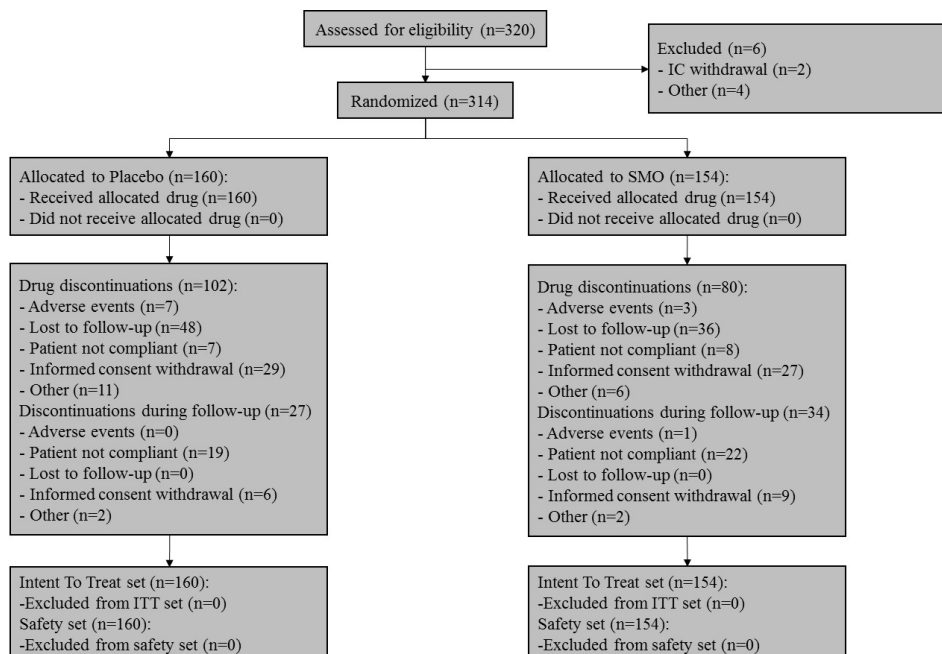 Assessed for eligibility (n=320)
Excluded (n=6)
- IC withdrawal (n=2)
- Other (n=4)
Randomized (n=314)
Allocated to Placebo (n=160):
- Received allocated drug (n=160)
- Did not receive allocated drug (n=0)
Allocated to SMO (n=154):
- Received allocated drug (n=154)
- Did not receive allocated drug (n=0)
Drug discontinuations (n=102):
- Adverse events (n=7)
- Lost to follow-up (n=48)
- Patient not compliant (n=7)
- Informed consent withdrawal (n=29)
- Other (n=11)
Discontinuations during follow-up (n=27)
- Adverse events (n=0)
- Patient not compliant (n=19)
- Lost to follow-up (n=0)
- Informed consent withdrawal (n=6)
- Other (n=2)
Drug discontinuations (n=80):
- Adverse events (n=3)
- Lost to follow-up (n=36)
- Patient not compliant (n=8)
- Informed consent withdrawal (n=27)
- Other (n=6)
Discontinuations during follow-up (n=34)
- Adverse events (n=1)
- Patient not compliant (n=22)
- Lost to follow-up (n=0)
- Informed consent withdrawal (n=9)
- Other (n=2)
Intent To Treat set (n=160):
-Excluded from ITT set (n=0)
Safety set (n=160):
-Excluded from safety set (n=0)
Intent To Treat set (n=154):
-Excluded from ITT set (n=0)
Safety set (n=154):
-Excluded from safety set (n=0)